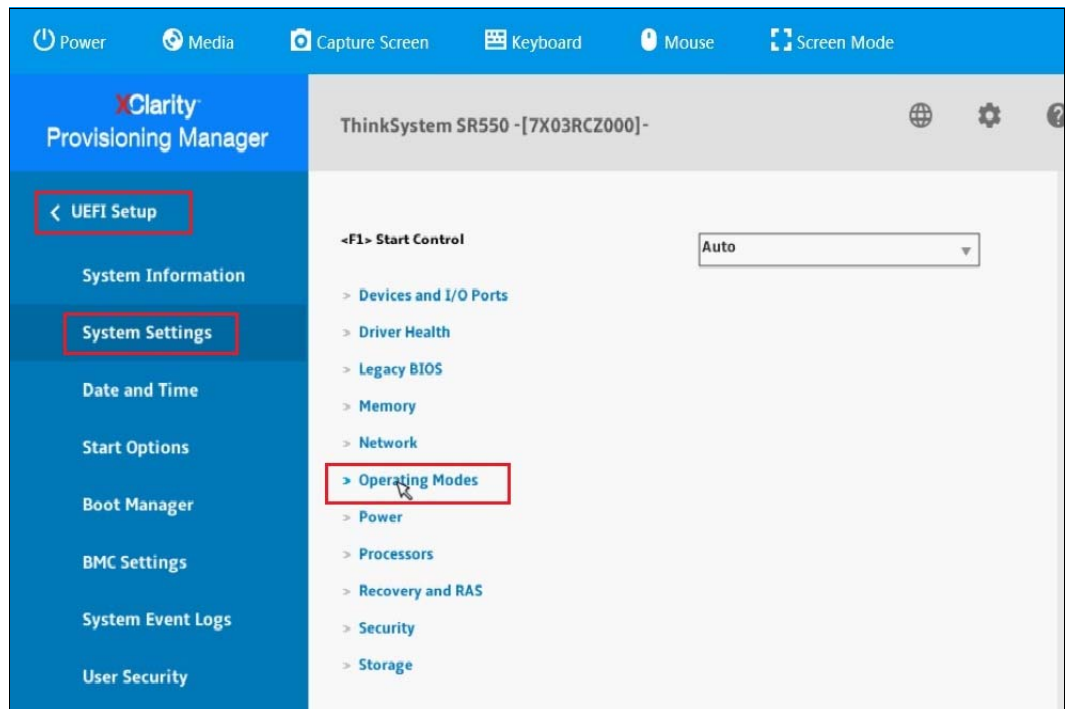 Power Media Capture Screen Keyboard Mouse Screen Mode
XClarity
Provisioning Manager
ThinkSystem SR550 -[7X03RCZ000]-
UEFI Setup
System Information
System Settings
Date and Time
Start Options
Boot Manager
BMC Settings
System Event Logs
User Security
<F1> Start Control Auto
> Devices and I/O Ports
> Driver Health
> Legacy BIOS
> Memory
> Network
> Operating Modes
> Power
> Processors
> Recovery and RAS
> Security
> Storage